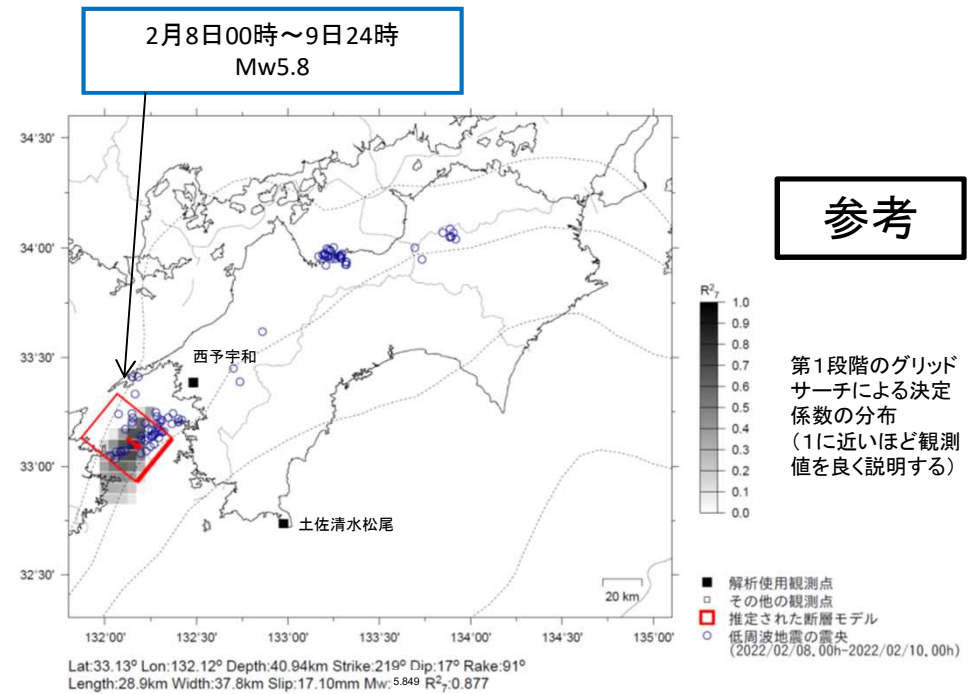 2月8日00時～9日24時
Mw5.8
参考
34°30'
34°00'
33°30'
33°00'
32°30'
西予宇和
土佐清水松尾
20 km
132°00'
132°30'
133°00'
133°30'
134°00'
134°30'
135°00'
R²₇
1.0
0.9
0.8
0.7
0.6
0.5
0.4
0.3
0.2
0.1
0.0
第1段階のグリッド
サーチによる決定
係数の分布
(1に近いほど観測
値を良く説明する)
解析使用観測点
その他の観測点
推定された断層モデル
低周波地震の震央
(2022/02/08,00h-2022/02/10,00h)
Lat:33.13° Lon:132.12° Depth:40.94km Strike:219° Dip:17° Rake:91°
Length:28.9km Width:37.8km Slip:17.10mm Mw:5.849 R²₇:0.877